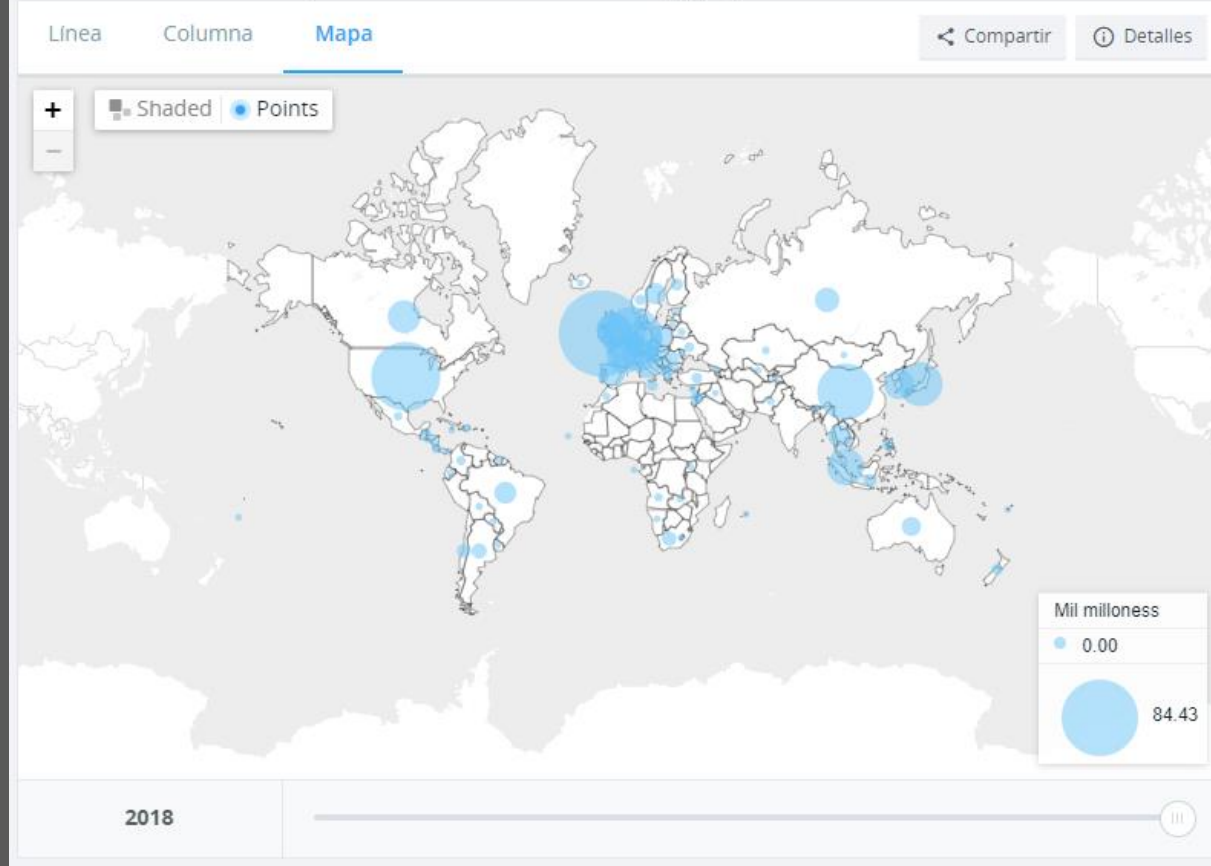 Línea Columna Mapa Compartir Detalles
+ Shaded Points
−
Mil milloness
0.00
84.43
2018